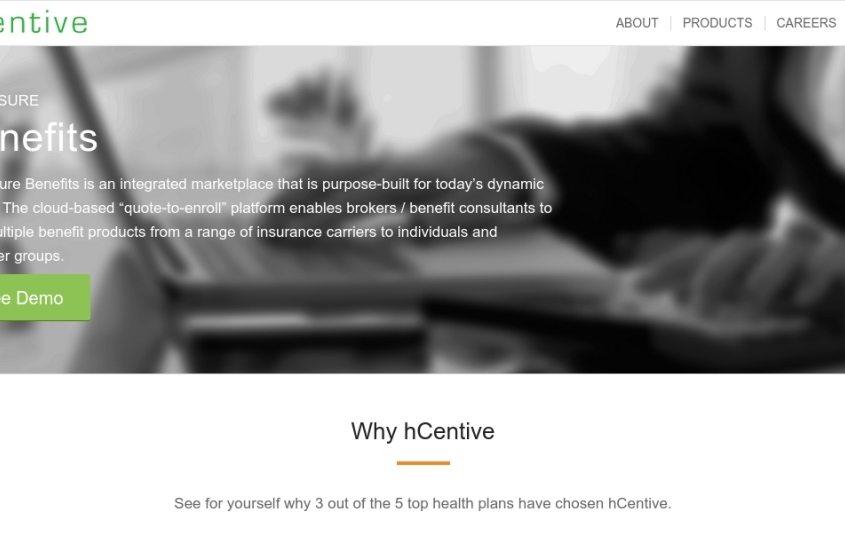 entive
ABOUT
PRODUCTS
CAREERS
SURE
nefits
ure Benefits is an integrated marketplace that is purpose-built for today’s dynamic
The cloud-based “quote-to-enroll” platform enables brokers / benefit consultants to
ultiple benefit products from a range of insurance carriers to individuals and
er groups.
e Demo
Why hCentive
See for yourself why 3 out of the 5 top health plans have chosen hCentive.